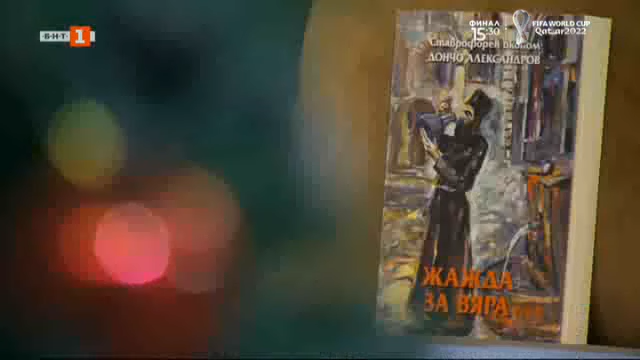 БНТ 1
ФИНАЛ
15:30
FIFA WORLD CUP
Qatar2022
Ставрофорен иконом
ДОНЧО АЛЕКСАНДРОВ
ЖАЖДА
ЗА ВЯРА...